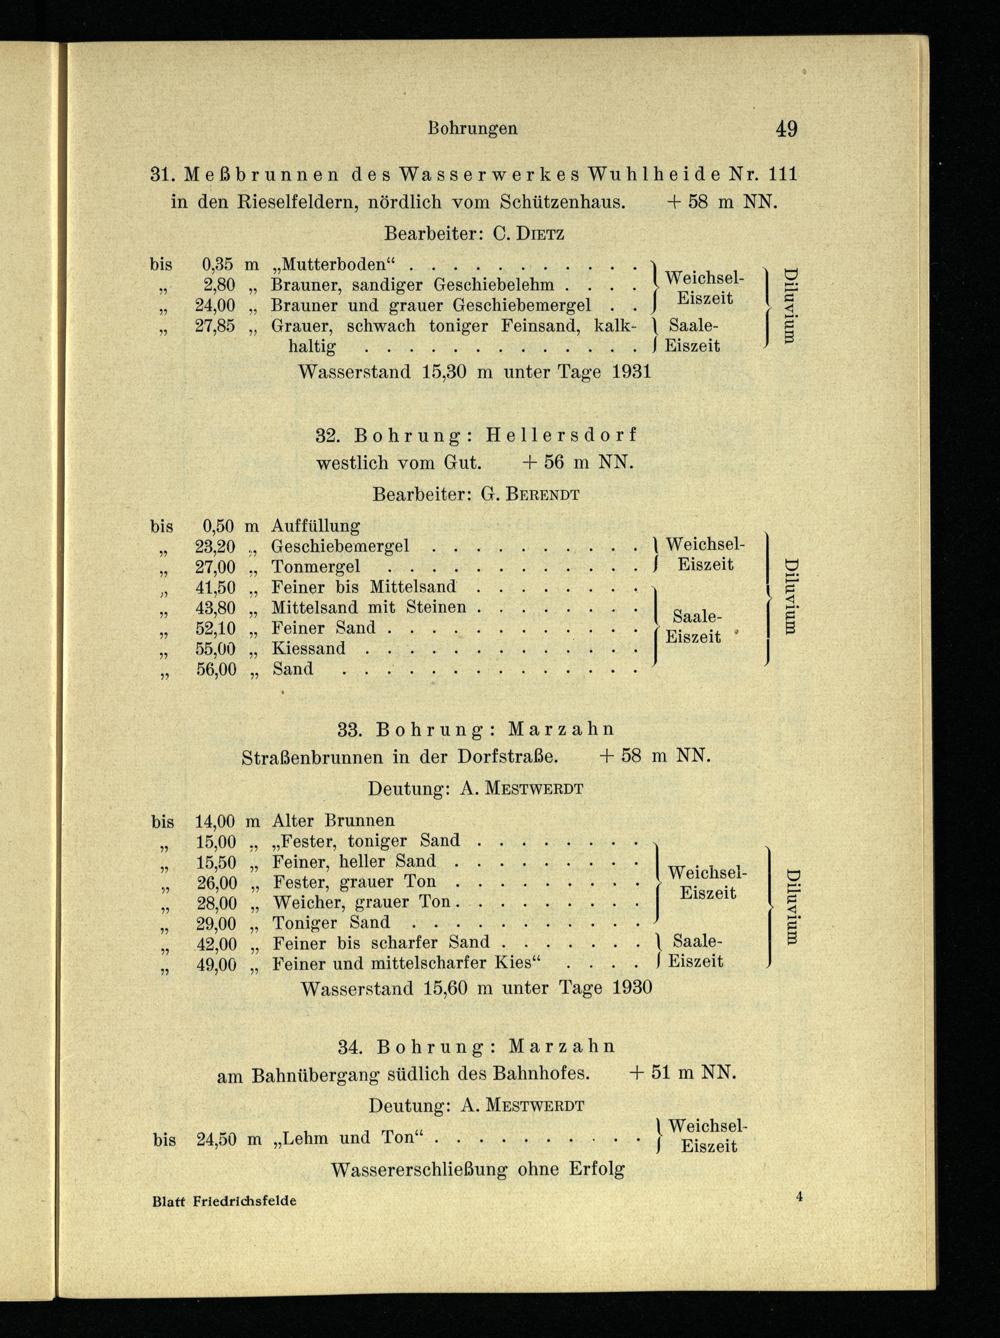 Bohrungen 49
31. Meßbrunnen des Wasserwerkes Wuhlheide Nr. 111
in den Rieselfeldern, nördlich vom Schützenhaus. + 58 m NN.
Bearbeiter: C. DIETZ
bis 0,35 m „Mutterboden“ . . . . . . . . . . .
„ 2,80 „ Brauner, sandiger Geschiebelehm . . . . Weichsel-
„ 24,00 „ Brauner und grauer Geschiebemergel . . Eiszeit
„ 27,85 „ Grauer, schwach toniger Feinsand, kalk- Saale-
haltig . . . . . . . . . . . . . Eiszeit
Diluvium
Wasserstand 15,30 m unter Tage 1931
32. Bohrung: Hellersdorf
westlich vom Gut. + 56 m NN.
Bearbeiter: G. BERENDT
bis 0,50 m Auffüllung
„ 23,20 „ Geschiebemergel . . . . . . . . . . Weichsel-
„ 27,00 „ Tonmergel . . . . . . . . . . . . Eiszeit
„ 41,50 „ Feiner bis Mittelsand . . . . . . . .
„ 43,80 „ Mittelsand mit Steinen . . . . . . . . Saale-
„ 52,10 „ Feiner Sand . . . . . . . . . . . . Eiszeit
„ 55,00 „ Kiessand . . . . . . . . . . . . .
„ 56,00 „ Sand . . . . . . . . . . . . . .
Diluvium
33. Bohrung: Marzahn
Straßenbrunnen in der Dorfstraße. + 58 m NN.
Deutung: A. MESTWERDT
bis 14,00 m Alter Brunnen
„ 15,00 „ „Fester, toniger Sand . . . . . . . .
„ 15,50 „ Feiner, heller Sand . . . . . . . . .
„ 26,00 „ Fester, grauer Ton . . . . . . . . . Weichsel-
„ 28,00 „ Weicher, grauer Ton . . . . . . . . . Eiszeit
„ 29,00 „ Toniger Sand . . . . . . . . . . .
„ 42,00 „ Feiner bis scharfer Sand . . . . . . . Saale-
„ 49,00 „ Feiner und mittelscharfer Kies“ . . . . Eiszeit
Diluvium
Wasserstand 15,60 m unter Tage 1930
34. Bohrung: Marzahn
am Bahnübergang südlich des Bahnhofes. + 51 m NN.
Deutung: A. MESTWERDT
bis 24,50 m „Lehm und Ton“ . . . . . . . . . . Weichsel-
Eiszeit
Wassererschließung ohne Erfolg
Blatt Friedrichsfelde 4